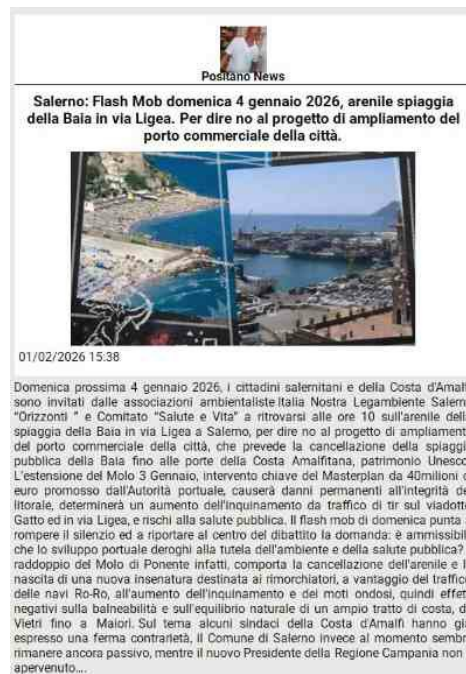 Positano News
Salerno: Flash Mob domenica 4 gennaio 2026, arenile spiaggia
della Baia in via Ligea. Per dire no al progetto di ampliamento del
porto commerciale della città.
01/02/2026 15.38
Domenica prossima 4 gennaio 2026, i cittadini salernitani e della Costa d'Amalf
sono invitati dalle associazioni ambientaliste Italia Nostra Legambiente Salern
"Orizzonti " e Comitato "Salute e Vita" a ritrovarsi alle ore 10 sull'arenile dell
spiaggia della Baia in via Ligea a Salerno, per dire no al progetto di ampliament
del porto commerciale della città, che prevede la cancellazione della spiaggi
pubblica della Baia fino alle porte della Costa Amalfitana, patrimonio Unesco
L'estensione del Molo 3 Gennaio, intervento chiave del Masterplan da 40milioni d
euro promosso dall'Autorità portuale, causerà danni permanenti all'integrità de
litorale, determinerà un aumento dell'inquinamento da traffico di tir sul viadott
Gatto ed in via Ligea, e rischi alla salute pubblica. Il flash mob di domenica punta
rompere il silenzio ed a riportare al centro del dibattito la domanda: è ammissibil
che lo sviluppo portuale deroghi alla tutela dell'ambiente e della salute pubblica?
raddoppio del Molo di Ponente infatti, comporta la cancellazione dell'arenile e l
nascita di una nuova insenatura destinata ai rimorchiatori, a vantaggio del traffic
delle navi Ro-Ro, all'aumento dell'inquinamento e dei moti ondosi, quindi effett
negativi sulla balneabilità e sull'equilibrio naturale di un ampio tratto di costa, d
Vietri fino a Maiori. Sul tema alcuni sindaci della Costa d'Amalfi hanno gi
espresso una ferma contrarietà, il Comune di Salerno invece al momento sembr
rimanere ancora passivo, mentre il nuovo Presidente della Regione Campania non
apervenuto....